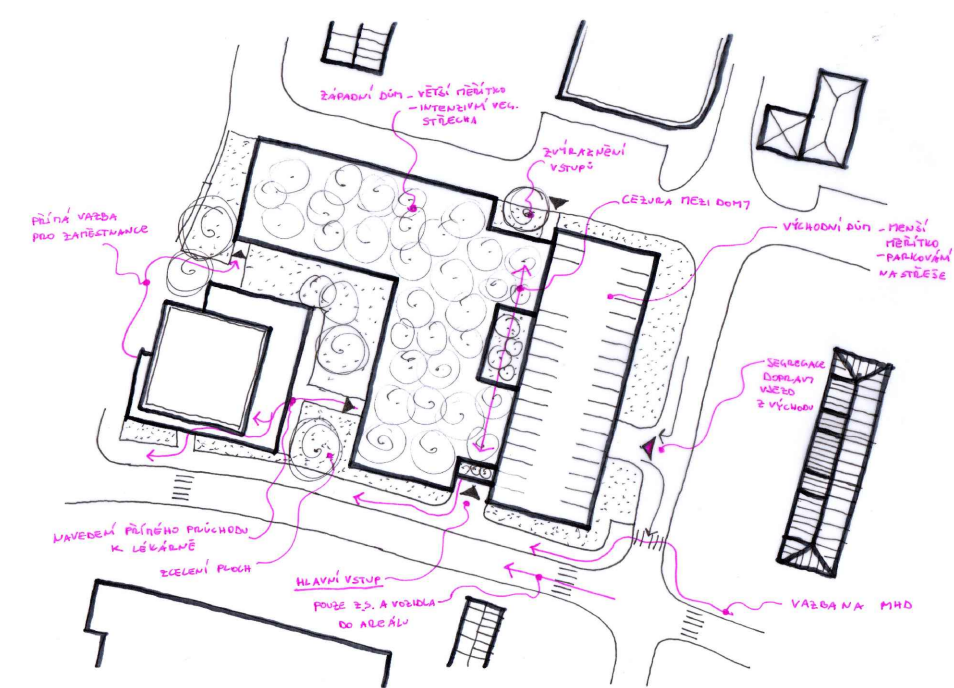 ZÁPADNÍ DŮM - VĚTŠÍ MĚŘÍTKO
- INTENZIVNÍ VEG.
STŘECHA
ZVÝRAZNĚNÍ
VSTUPŮ
CEZURA MEZI DOMY
VÝCHODNÍ DŮM - MENŠÍ
MĚŘÍTKO
- PARKOVÁNÍ
NA STŘEŠE
PŘÍMÁ VAZBA
PRO ZAMĚSTNANCE
SEGREGACE
DOPRAVY
VJEZD
Z VÝCHODU
NAVEDENÍ PŘÍMÉHO PRŮCHODU
K LÉKÁRNĚ
ZCELENÍ PLOCH
HLAVNÍ VSTUP
POUZE Z.S. A VOZIDLA
DO AREÁLU
VAZBA NA MHD